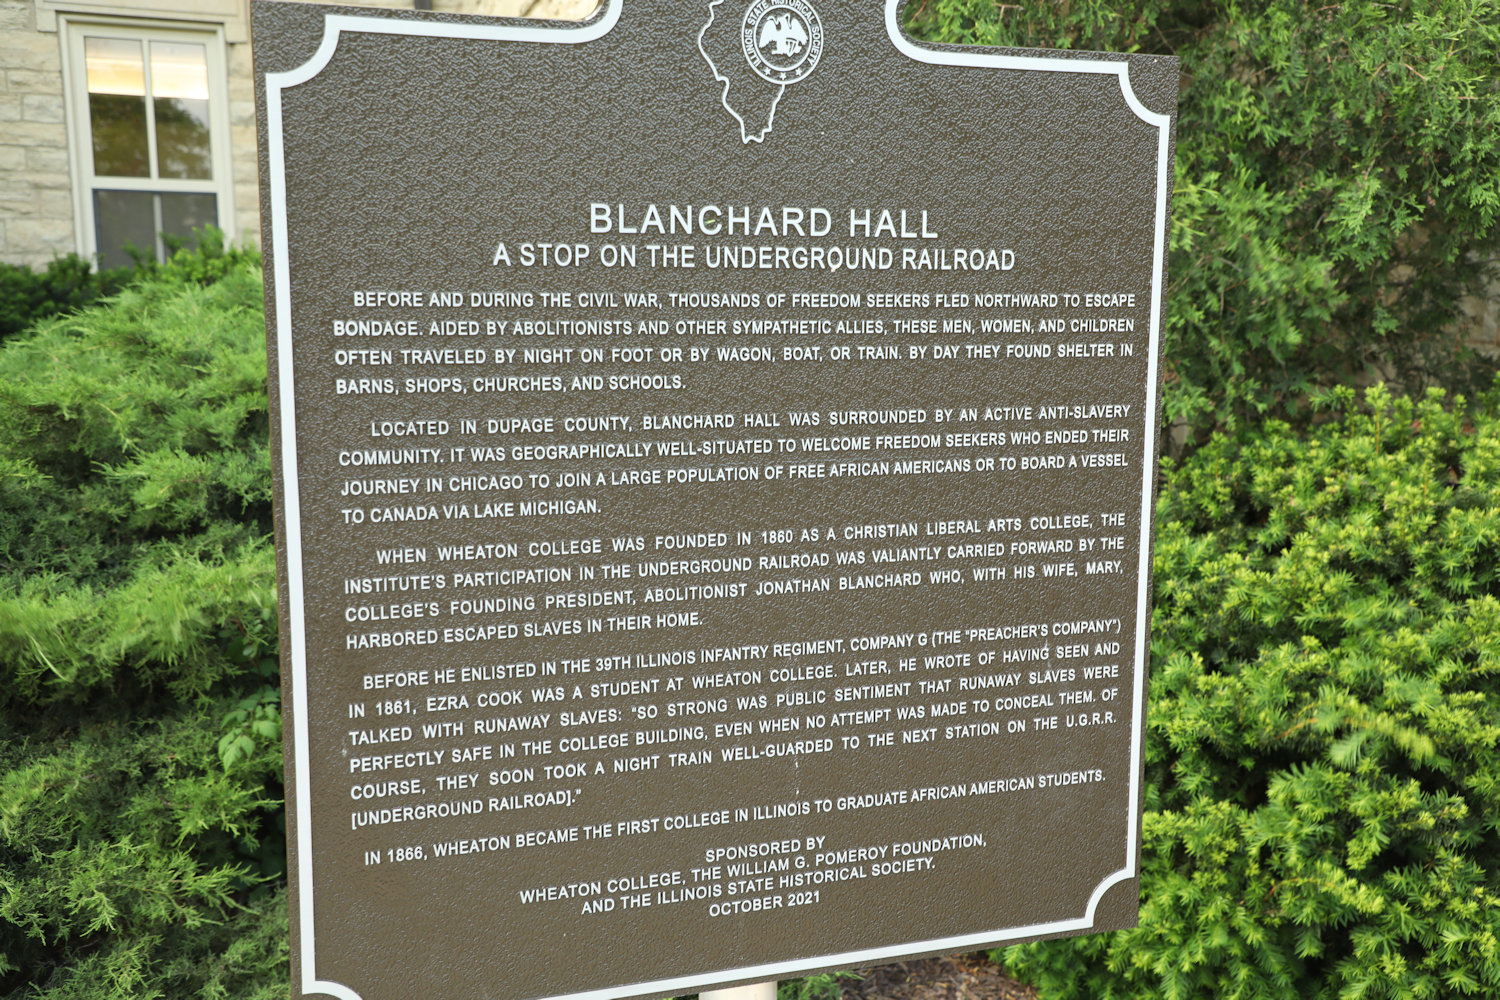 ILLINOIS STATE HISTORICAL SOCIETY
BLANCHARD HALL
A STOP ON THE UNDERGROUND RAILROAD
BEFORE AND DURING THE CIVIL WAR, THOUSANDS OF FREEDOM SEEKERS FLED NORTHWARD TO ESCAPE
BONDAGE. AIDED BY ABOLITIONISTS AND OTHER SYMPATHETIC ALLIES, THESE MEN, WOMEN, AND CHILDREN
OFTEN TRAVELED BY NIGHT ON FOOT OR BY WAGON, BOAT, OR TRAIN. BY DAY THEY FOUND SHELTER IN
BARNS, SHOPS, CHURCHES, AND SCHOOLS.
LOCATED IN DUPAGE COUNTY, BLANCHARD HALL WAS SURROUNDED BY AN ACTIVE ANTI-SLAVERY
COMMUNITY. IT WAS GEOGRAPHICALLY WELL-SITUATED TO WELCOME FREEDOM SEEKERS WHO ENDED THEIR
JOURNEY IN CHICAGO TO JOIN A LARGE POPULATION OF FREE AFRICAN AMERICANS OR TO BOARD A VESSEL
TO CANADA VIA LAKE MICHIGAN.
WHEN WHEATON COLLEGE WAS FOUNDED IN 1860 AS A CHRISTIAN LIBERAL ARTS COLLEGE, THE
INSTITUTE'S PARTICIPATION IN THE UNDERGROUND RAILROAD WAS VALIANTLY CARRIED FORWARD BY THE
COLLEGE'S FOUNDING PRESIDENT, ABOLITIONIST JONATHAN BLANCHARD WHO, WITH HIS WIFE, MARY,
HARBORED ESCAPED SLAVES IN THEIR HOME.
BEFORE HE ENLISTED IN THE 39TH ILLINOIS INFANTRY REGIMENT, COMPANY G (THE "PREACHER'S COMPANY")
IN 1861, EZRA COOK WAS A STUDENT AT WHEATON COLLEGE. LATER, HE WROTE OF HAVING SEEN AND
TALKED WITH RUNAWAY SLAVES: "SO STRONG WAS PUBLIC SENTIMENT THAT RUNAWAY SLAVES WERE
PERFECTLY SAFE IN THE COLLEGE BUILDING, EVEN WHEN NO ATTEMPT WAS MADE TO CONCEAL THEM. OF
COURSE, THEY SOON TOOK A NIGHT TRAIN WELL-GUARDED TO THE NEXT STATION ON THE U.G.R.R.
[UNDERGROUND RAILROAD]."
IN 1866, WHEATON BECAME THE FIRST COLLEGE IN ILLINOIS TO GRADUATE AFRICAN AMERICAN STUDENTS.
SPONSORED BY
WHEATON COLLEGE, THE WILLIAM G. POMEROY FOUNDATION,
AND THE ILLINOIS STATE HISTORICAL SOCIETY.
OCTOBER 2021